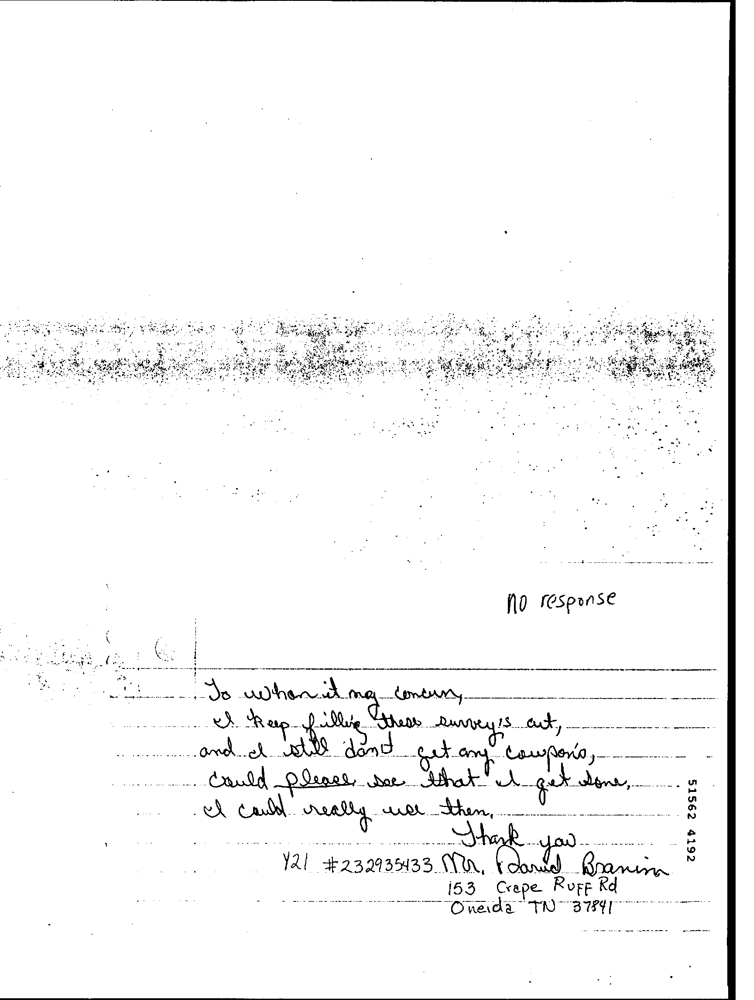 no response
To whom it may concern,
I keep filling these survey's out,
and I still don't get any coupon's,
could please see that I get some,
I could really use them,
Thank you
Y21 #232935433 Mr. David
153 Crape Ruff Rd
Oneida TN 37841
51562 4192